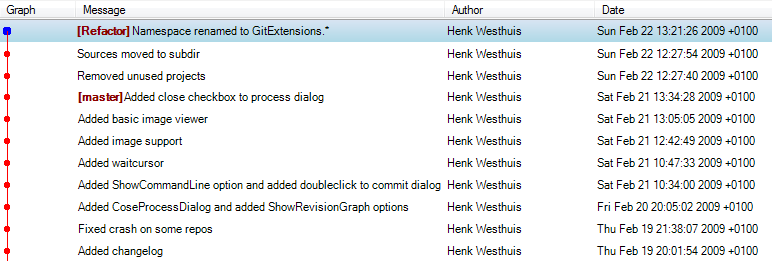 Graph Message Author Date
[Refactor] Namespace renamed to GitExtensions.* Henk Westhuis Sun Feb 22 13:21:26 2009 +0100
Sources moved to subdir Henk Westhuis Sun Feb 22 12:27:54 2009 +0100
Removed unused projects Henk Westhuis Sun Feb 22 12:27:40 2009 +0100
[master]Added close checkbox to process dialog Henk Westhuis Sat Feb 21 13:34:28 2009 +0100
Added basic image viewer Henk Westhuis Sat Feb 21 13:05:05 2009 +0100
Added image support Henk Westhuis Sat Feb 21 12:42:49 2009 +0100
Added waitcursor Henk Westhuis Sat Feb 21 10:47:33 2009 +0100
Added ShowCommandLine option and added doubleclick to commit dialog Henk Westhuis Sat Feb 21 10:34:00 2009 +0100
Added CoseProcessDialog and added ShowRevisionGraph options Henk Westhuis Fri Feb 20 20:05:02 2009 +0100
Fixed crash on some repos Henk Westhuis Thu Feb 19 21:38:07 2009 +0100
Added changelog Henk Westhuis Thu Feb 19 20:01:54 2009 +0100